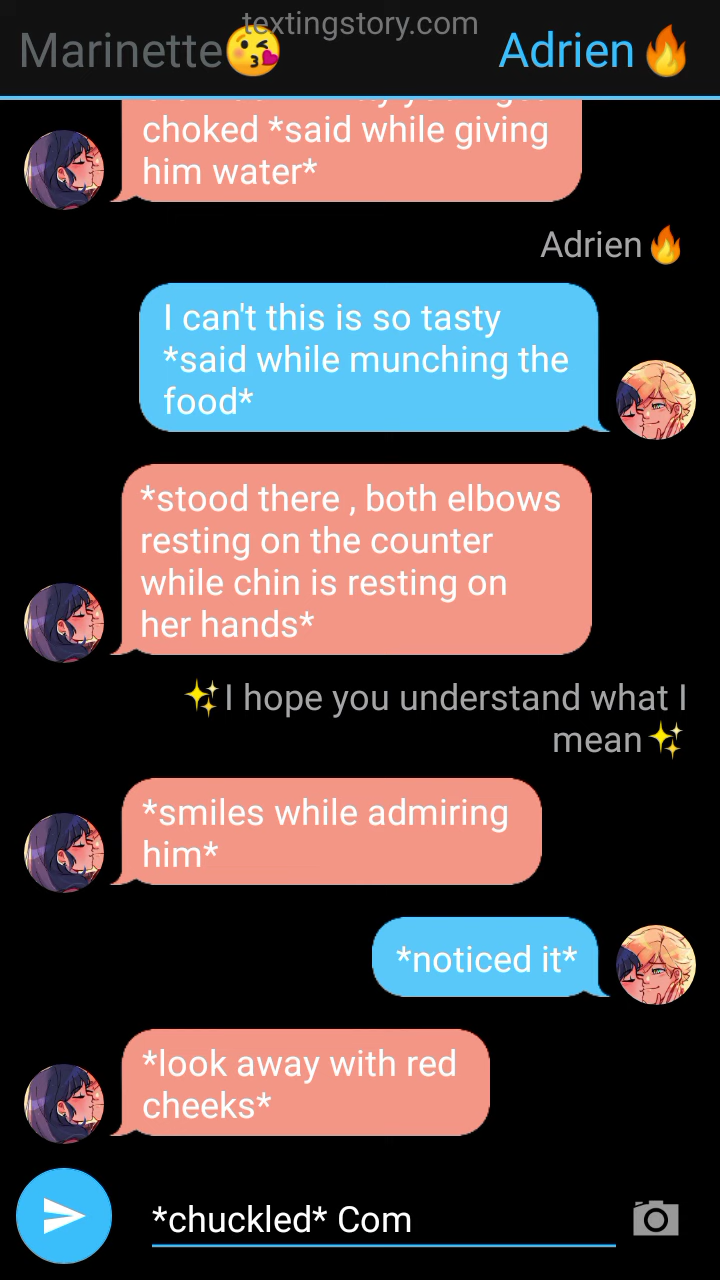 textingstory.com
Marinette😘
Adrien🔥
choked *said while giving
him water*
Adrien🔥
I can't this is so tasty
*said while munching the
food*
*stood there , both elbows
resting on the counter
while chin is resting on
her hands*
✨I hope you understand what I
mean✨
*smiles while admiring
him*
*noticed it*
*look away with red
cheeks*
*chuckled* Com